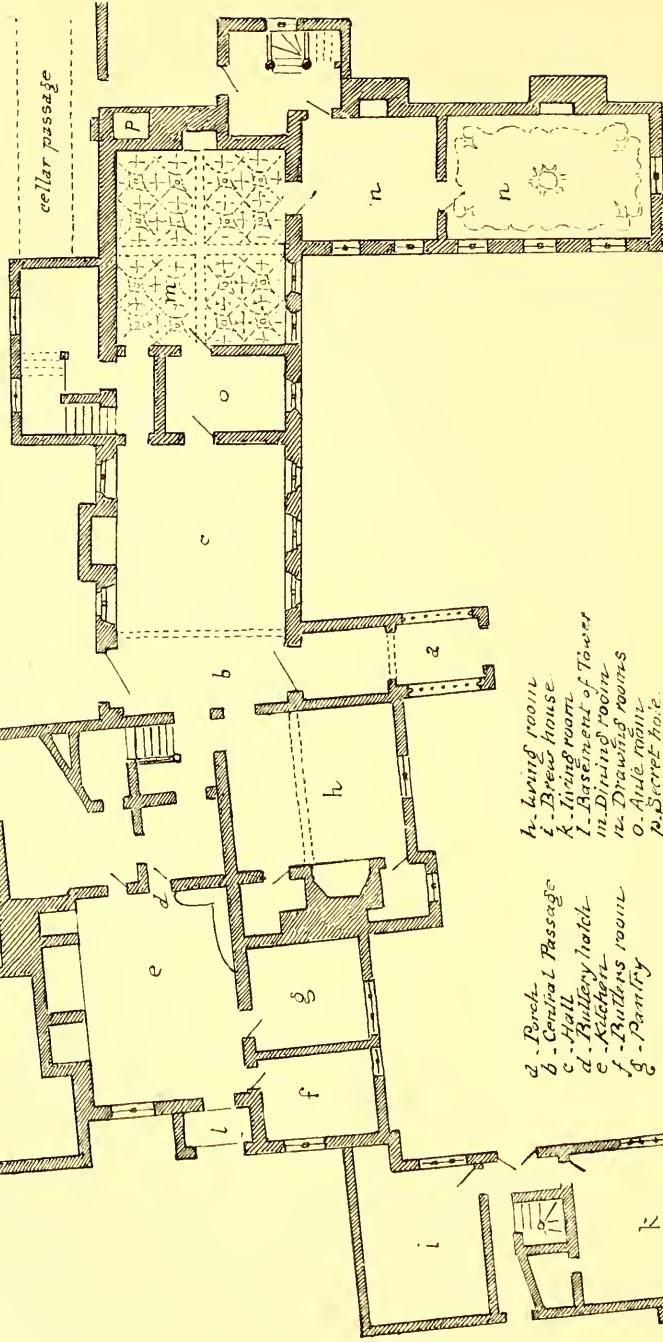 cellar passage
p
m
n
n
o
c
b
a
h
d
e
g
f
l
i
k
a - Porch
b - Central Passage
c - Hall
d - Buttery hatch
e - Kitchen
f - Butlers room
g - Pantry
h - living room
i - Brew house
k - living room
l - Basement of Tower
m - Dining room
n - Drawing rooms
o - Ante room
p - Secret hole